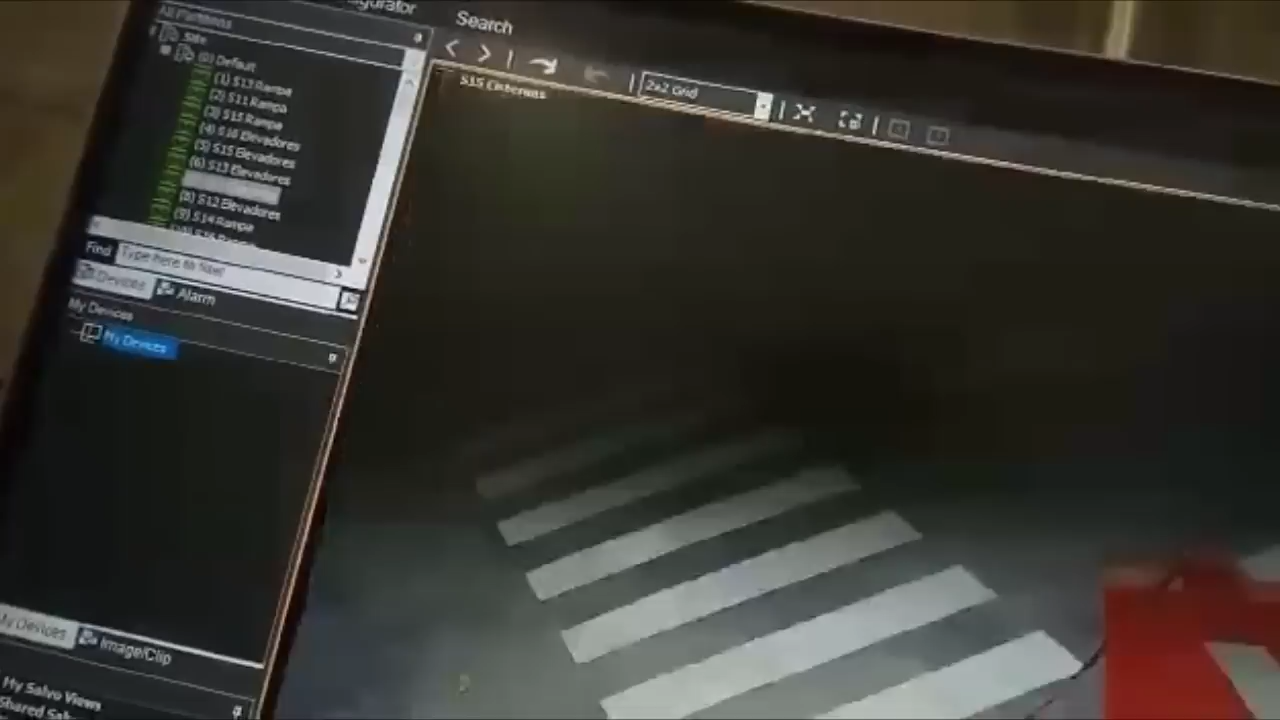 Search
All Partitions
Site
(0) Default
(1) S13 Rampa
(2) S11 Rampa
(3) S15 Rampa
(4) S16 Elevadores
(5) S15 Elevadores
(6) S13 Elevadores
(8) S12 Elevadores
(9) S14 Rampa
Find Type here to filter
Devices Alarm
My Devices
My Devices
My Devices Image/Clip
My Salvo Views
Shared
S15
2x2 Grid